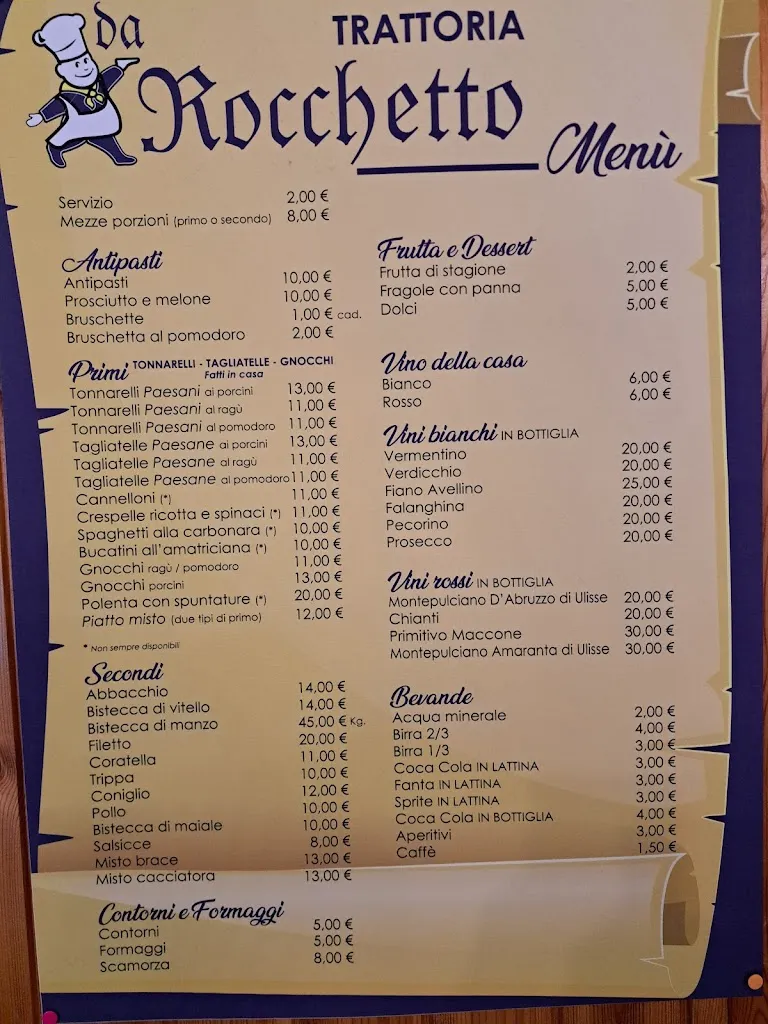 da
TRATTORIA
Rocchetto
Menù
Servizio 2,00 €
Mezze porzioni (primo o secondo) 8,00 €
Antipasti
Antipasti 10,00 €
Prosciutto e melone 10,00 €
Bruschette 1,00 € cad.
Bruschetta al pomodoro 2,00 €
Primi TONNARELLI - TAGLIATELLE - GNOCCHI
Fatti in casa
Tonnarelli Paesani ai porcini 13,00 €
Tonnarelli Paesani al ragù 11,00 €
Tonnarelli Paesani al pomodoro 11,00 €
Tagliatelle Paesane ai porcini 13,00 €
Tagliatelle Paesane al ragù 11,00 €
Tagliatelle Paesane al pomodoro 11,00 €
Cannelloni (*) 11,00 €
Crespelle ricotta e spinaci (*) 11,00 €
Spaghetti alla carbonara (*) 10,00 €
Bucatini all'amatriciana (*) 10,00 €
Gnocchi ragù / pomodoro 11,00 €
Gnocchi porcini 13,00 €
Polenta con spuntature (*) 20,00 €
Piatto misto (due tipi di primo) 12,00 €
* Non sempre disponibili
Secondi
Abbacchio 14,00 €
Bistecca di vitello 14,00 €
Bistecca di manzo 45,00 € Kg.
Filetto 20,00 €
Coratella 11,00 €
Trippa 10,00 €
Coniglio 12,00 €
Pollo 10,00 €
Bistecca di maiale 10,00 €
Salsicce 8,00 €
Misto brace 13,00 €
Misto cacciatora 13,00 €
Contorni e Formaggi
Contorni 5,00 €
Formaggi 5,00 €
Scamorza 8,00 €
Frutta e Dessert
Frutta di stagione 2,00 €
Fragole con panna 5,00 €
Dolci 5,00 €
Vino della casa
Bianco 6,00 €
Rosso 6,00 €
Vini bianchi IN BOTTIGLIA
Vermentino 20,00 €
Verdicchio 20,00 €
Fiano Avellino 25,00 €
Falanghina 20,00 €
Pecorino 20,00 €
Prosecco 20,00 €
Vini rossi IN BOTTIGLIA
Montepulciano D'Abruzzo di Ulisse 20,00 €
Chianti 20,00 €
Primitivo Maccone 30,00 €
Montepulciano Amaranta di Ulisse 30,00 €
Bevande
Acqua minerale 2,00 €
Birra 2/3 4,00 €
Birra 1/3 3,00 €
Coca Cola IN LATTINA 3,00 €
Fanta IN LATTINA 3,00 €
Sprite IN LATTINA 3,00 €
Coca Cola IN BOTTIGLIA 4,00 €
Aperitivi 3,00 €
Caffè 1,50 €